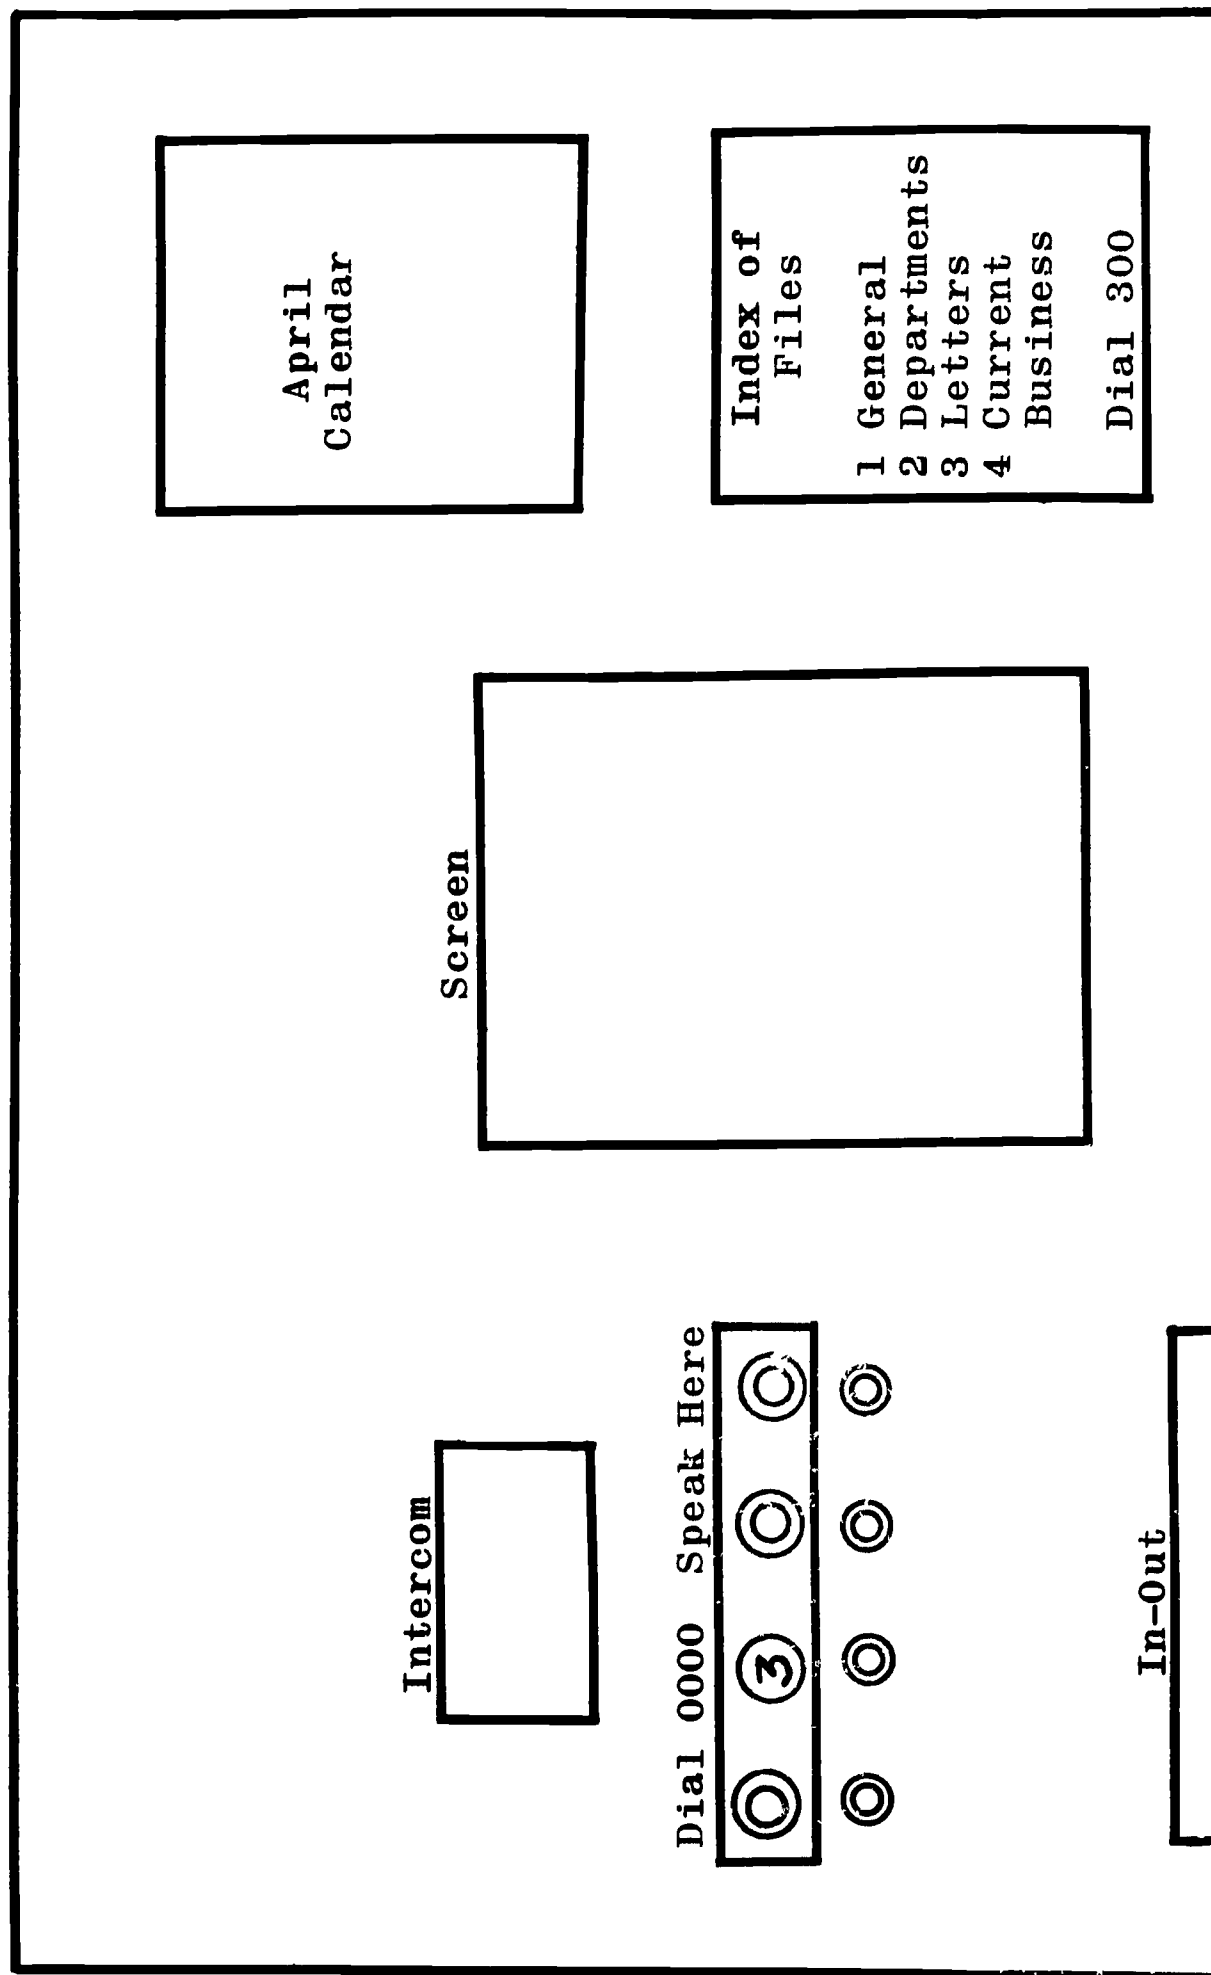 Intercom
Dial 0000 Speak Here
3
In-Out
Screen
April
Calendar
Index of
Files
1 General
2 Departments
3 Letters
4 Current
Business
Dial 300